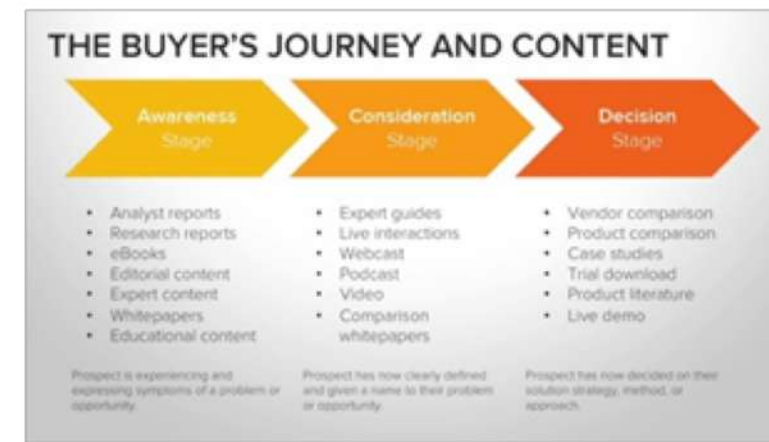 THE BUYER'S JOURNEY AND CONTENT
Awareness
Stage
• Analyst reports
• Research reports
• eBooks
• Editorial content
• Expert content
• Whitepapers
• Educational content
Prospect is experiencing and
expressing symptoms of a problem or
opportunity.
Consideration
Stage
• Expert guides
• Live interactions
• Webcast
• Podcast
• Video
• Comparison
whitepapers
Prospect has now clearly defined
and given a name to their problem
or opportunity.
Decision
Stage
• Vendor comparison
• Product comparison
• Case studies
• Trial download
• Product literature
• Live demo
Prospect has now decided on their
solution strategy, method, or
approach.